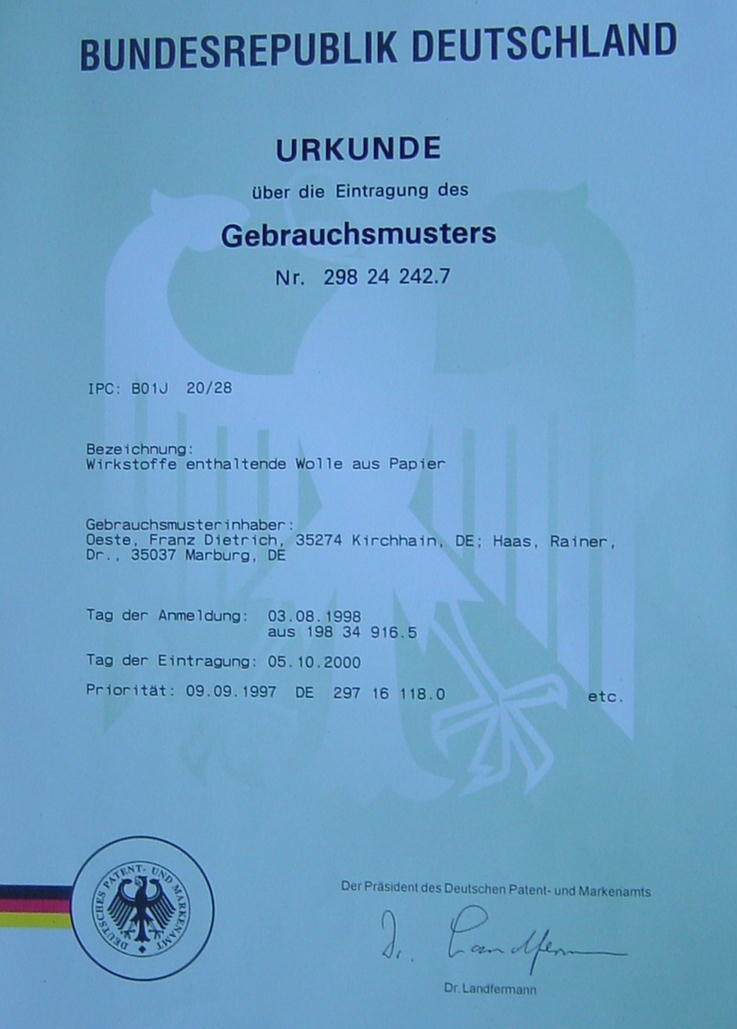 BUNDESREPUBLIK DEUTSCHLAND
URKUNDE
über die Eintragung des
Gebrauchsmusters
Nr. 298 24 242.7
IPC: B01J 20/28
Bezeichnung:
Wirkstoffe enthaltende Wolle aus Papier
Gebrauchsmusterinhaber:
Oeste, Franz Dietrich, 35274 Kirchhain, DE; Haas, Rainer,
Dr., 35037 Marburg, DE
Tag der Anmeldung: 03.08.1998
aus 198 34 916.5
Tag der Eintragung: 05.10.2000
Priorität: 09.09.1997 DE 297 16 118.0 etc.
DEUTSCHES PATENT- UND MARKENAMT
Der Präsident des Deutschen Patent- und Markenamts
Dr. Landfermann
Dr. Landfermann